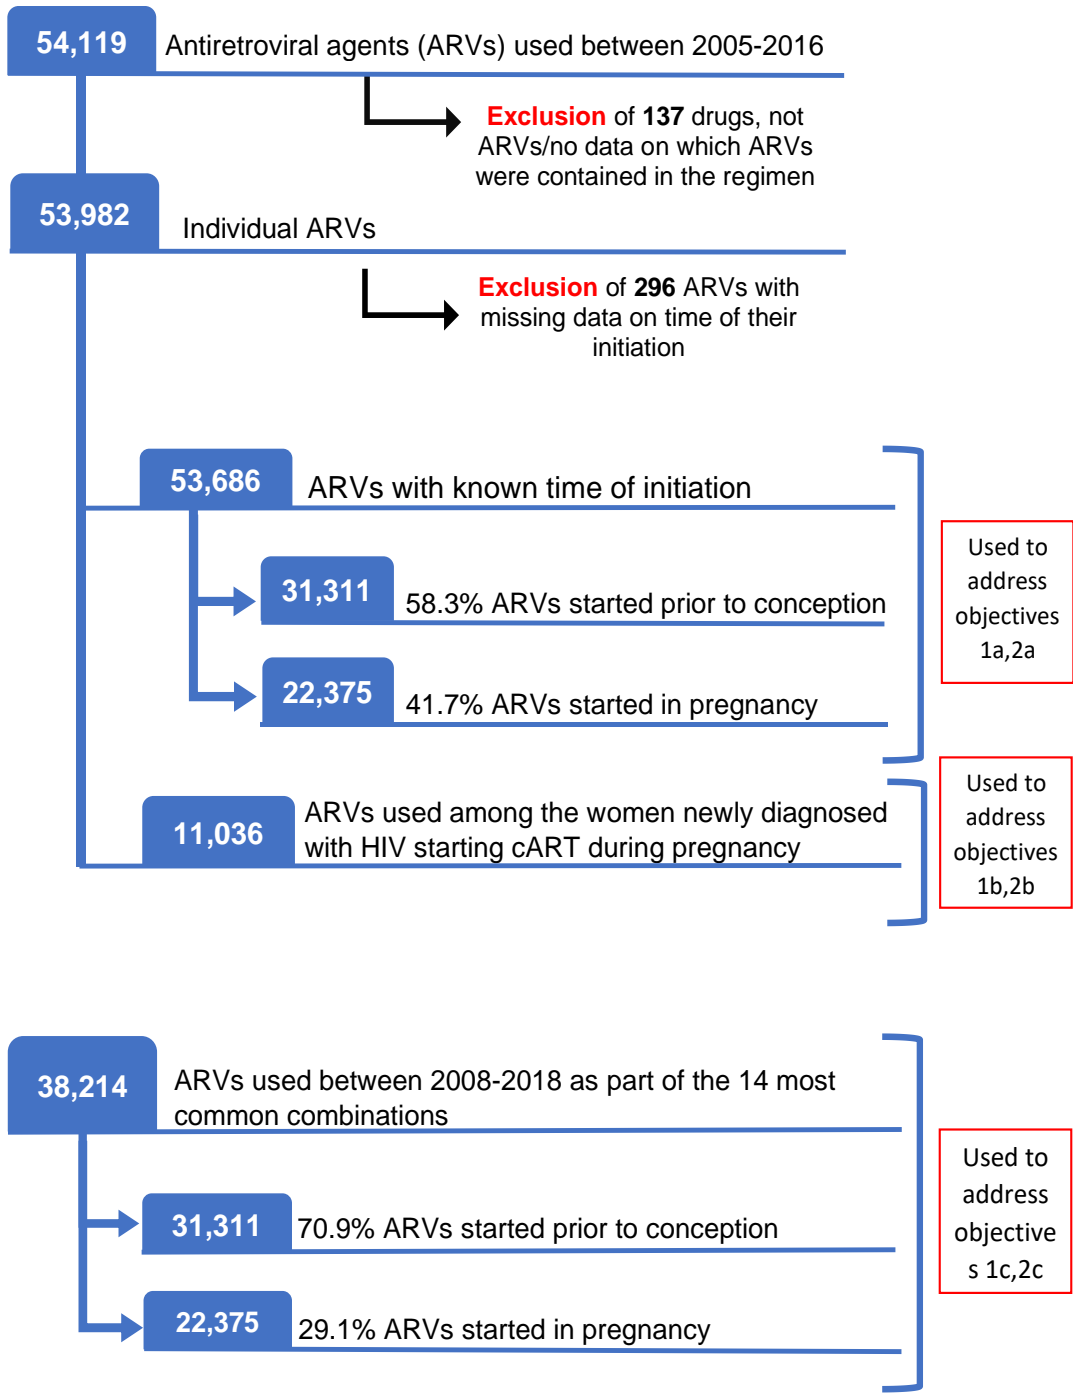 54,119
Antiretroviral agents (ARVs) used between 2005-2016
Exclusion of 137 drugs, not
ARVs/no data on which ARVs
were contained in the regimen
53,982
Individual ARVs
Exclusion of 296 ARVs with
missing data on time of their
initiation
53,686
ARVs with known time of initiation
31,311
58.3% ARVs started prior to conception
22,375
41.7% ARVs started in pregnancy
Used to
address
objectives
1a,2a
11,036
ARVs used among the women newly diagnosed
with HIV starting cART during pregnancy
Used to
address
objectives
1b,2b
38,214
ARVs used between 2008-2018 as part of the 14 most
common combinations
31,311
70.9% ARVs started prior to conception
22,375
29.1% ARVs started in pregnancy
Used to
address
objective
s 1c,2c